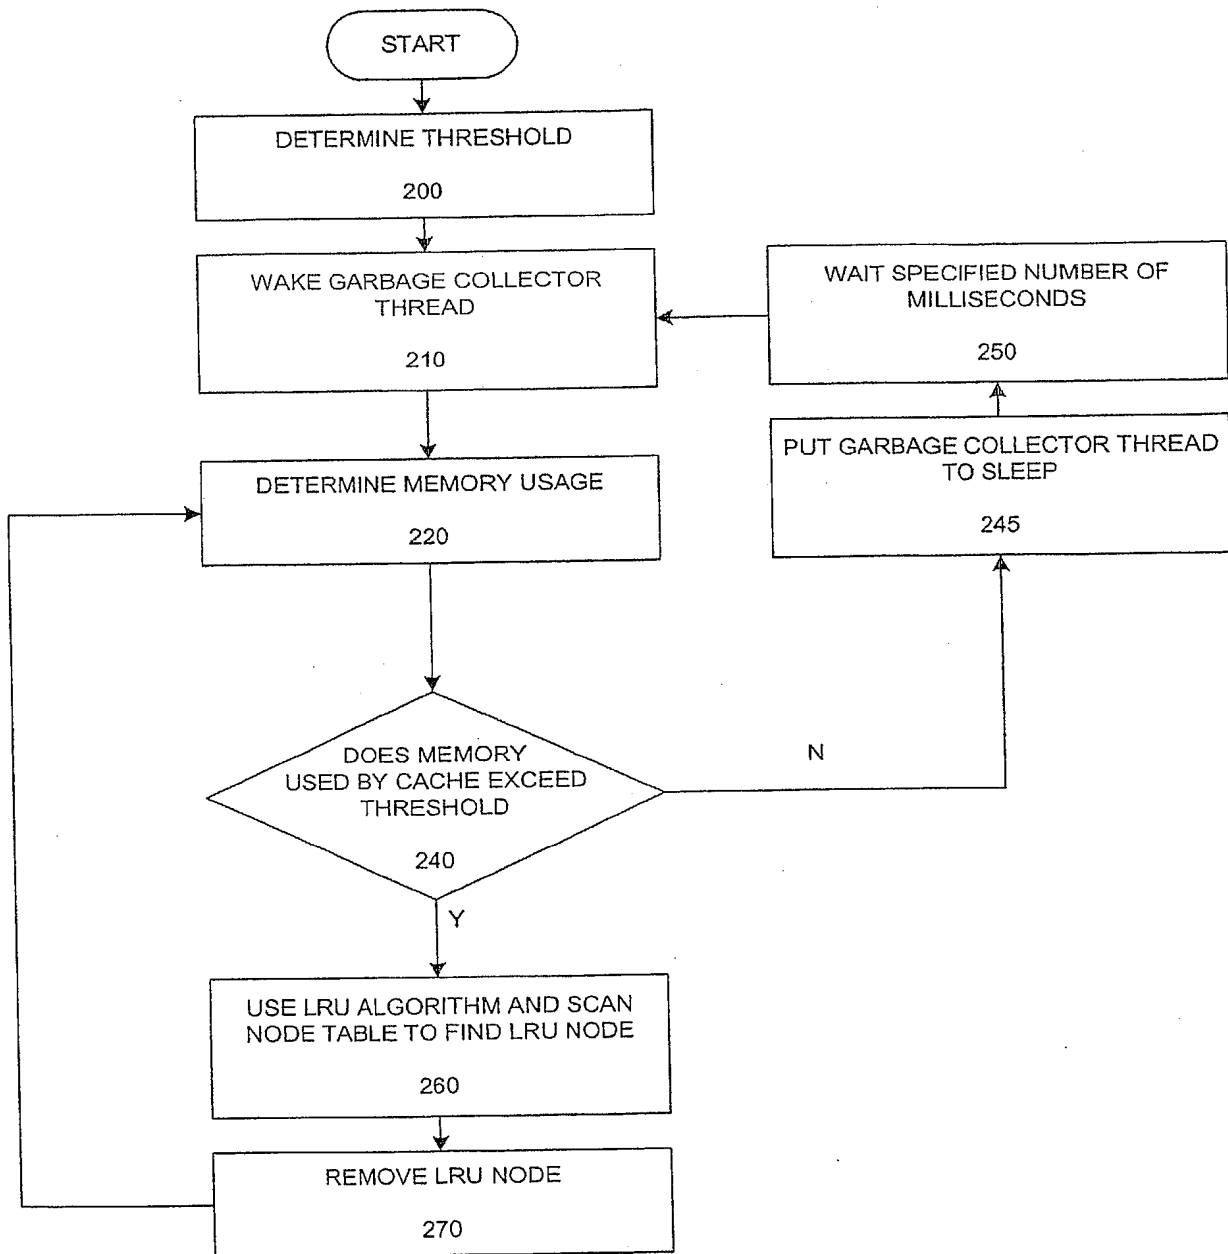 START
DETERMINE THRESHOLD
200
WAKE GARBAGE COLLECTOR
THREAD
210
WAIT SPECIFIED NUMBER OF
MILLISECONDS
250
PUT GARBAGE COLLECTOR THREAD
TO SLEEP
245
DETERMINE MEMORY USAGE
220
DOES MEMORY
USED BY CACHE EXCEED
THRESHOLD
240
N
Y
USE LRU ALGORITHM AND SCAN
NODE TABLE TO FIND LRU NODE
260
REMOVE LRU NODE
270